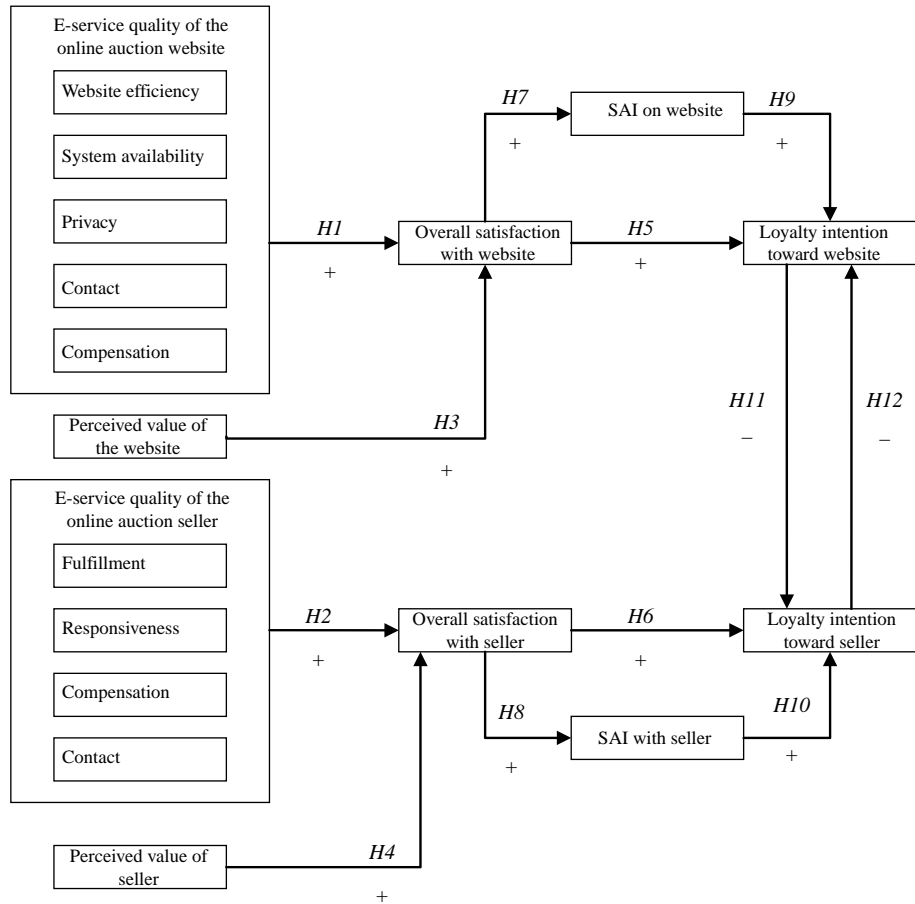 E-service quality of the
online auction website
Website efficiency
System availability
Privacy
Contact
Compensation
Perceived value of
the website
H1
+
H3
+
Overall satisfaction
with website
H7
+
SAI on website
H9
+
H5
+
Loyalty intention
toward website
H11
−
H12
−
E-service quality of the
online auction seller
Fulfillment
Responsiveness
Compensation
Contact
Perceived value of
seller
H2
+
H4
+
Overall satisfaction
with seller
H6
+
H8
+
SAI with seller
H10
+
Loyalty intention
toward seller